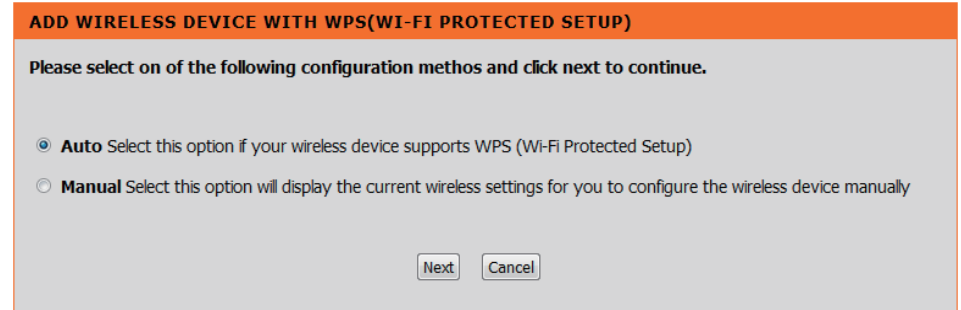 ADD WIRELESS DEVICE WITH WPS(WI-FI PROTECTED SETUP)
Please select on of the following configuration methos and click next to continue.
Auto Select this option if your wireless device supports WPS (Wi-Fi Protected Setup)
Manual Select this option will display the current wireless settings for you to configure the wireless device manually
Next Cancel